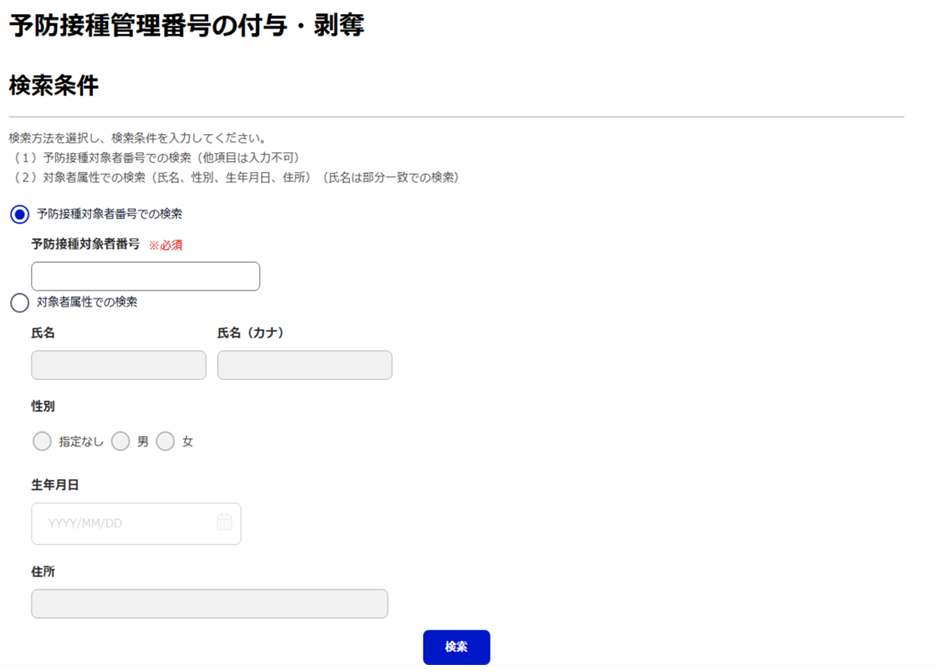 予防接種管理番号の付与・剥奪
検索条件
検索方法を選択し、検索条件を入力してください。
（１）予防接種対象者番号での検索（他項目は入力不可）
（２）対象者属性での検索（氏名、性別、生年月日、住所）（氏名は部分一致での検索）
予防接種対象者番号での検索
予防接種対象者番号 ※必須
対象者属性での検索
氏名 氏名（カナ）
性別
指定なし 男 女
生年月日
YYYY/MM/DD
住所
検索